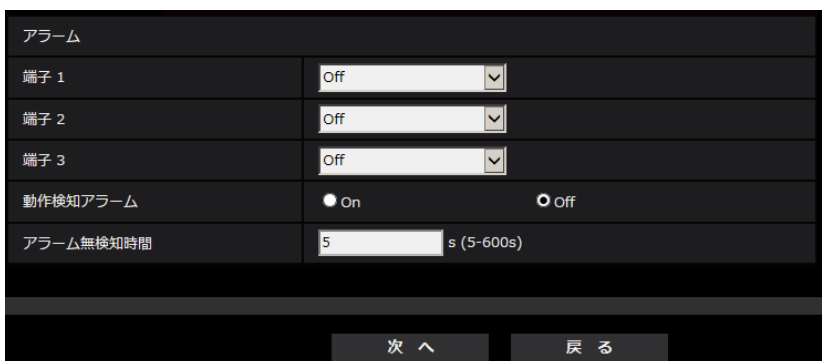 アラーム
端子 1 Off
端子 2 Off
端子 3 Off
動作検知アラーム On Off
アラーム無検知時間 5 s (5-600s)
次 へ 戻 る